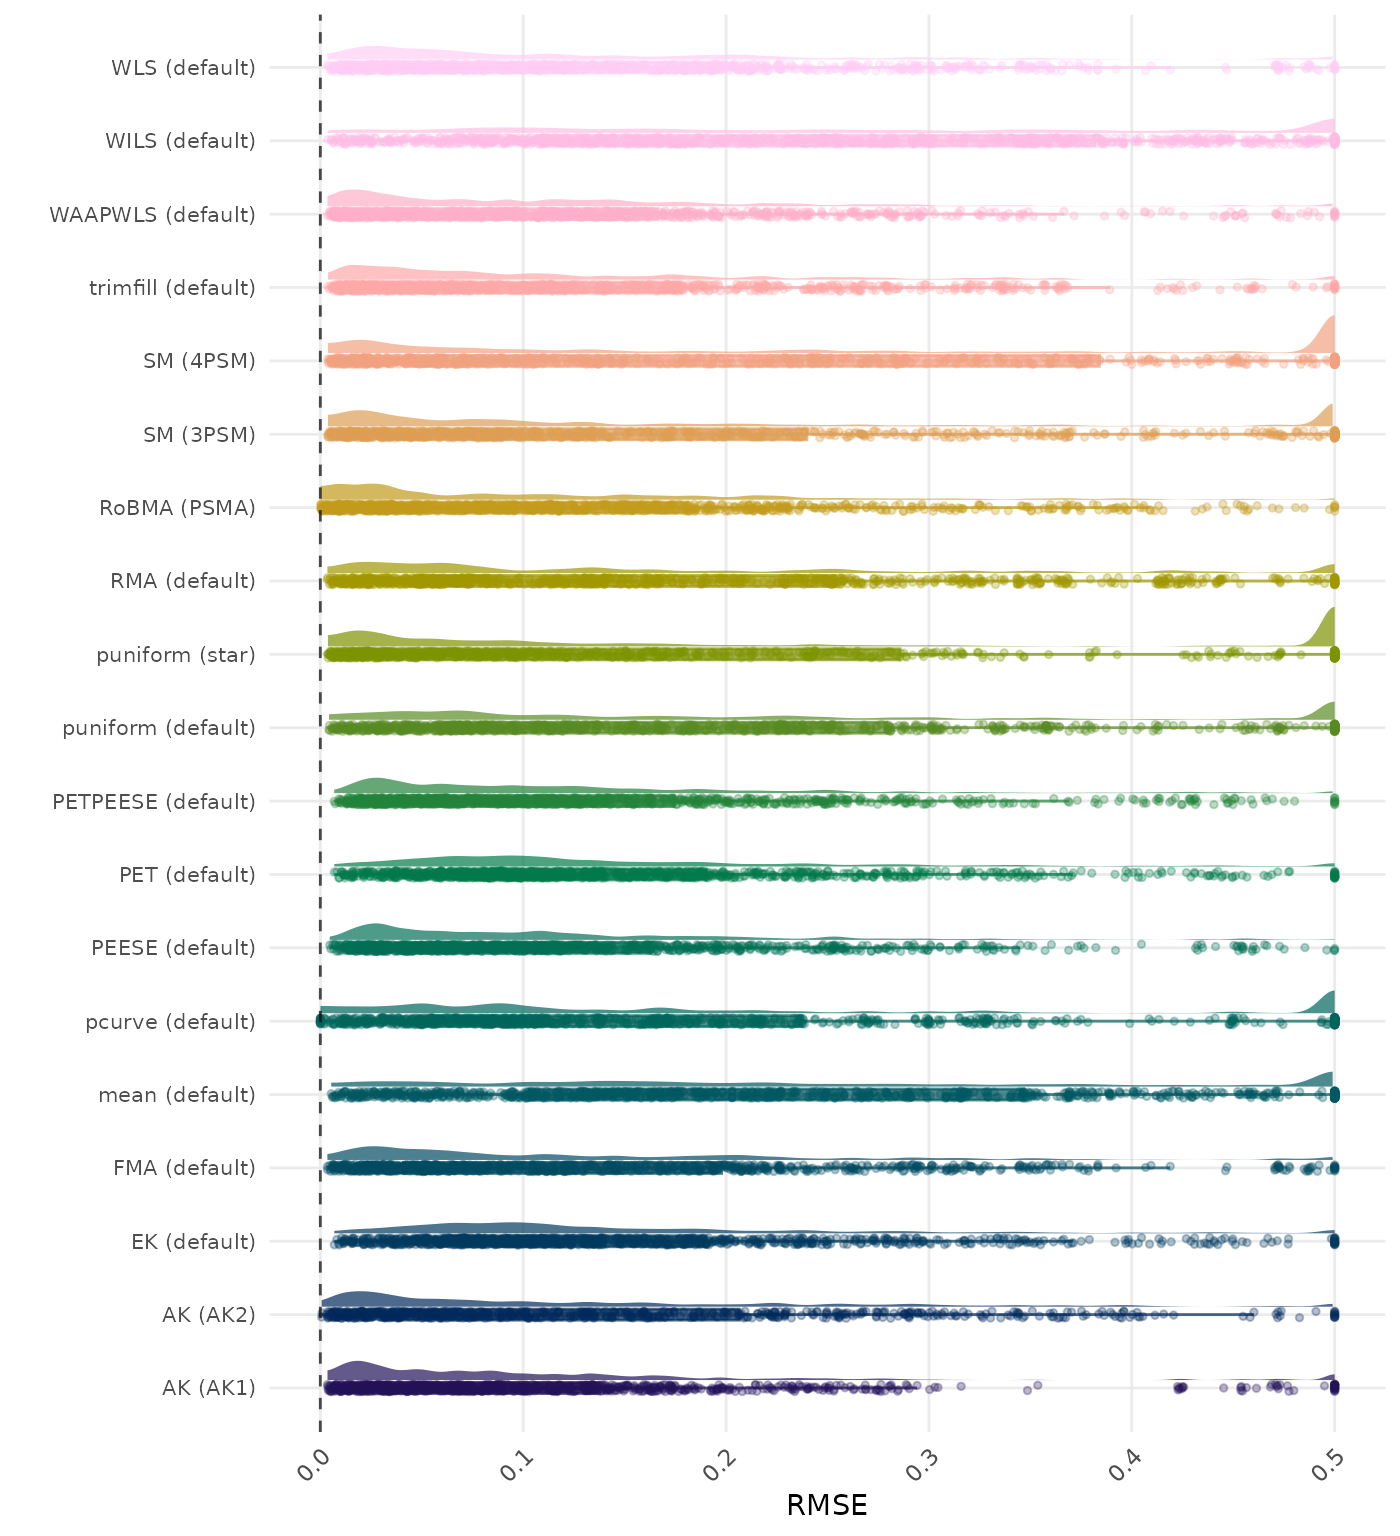 WLS (default)
WILS (default)
WAAPWLS (default)
trimfill (default)
SM (4PSM)
SM (3PSM)
RoBMA (PSMA)
RMA (default)
puniform (star)
puniform (default)
PETPEESE (default)
PET (default)
PEESE (default)
pcurve (default)
mean (default)
FMA (default)
EK (default)
AK (AK2)
AK (AK1)
0.0 0.1 0.2 0.3 0.4 0.5
RMSE